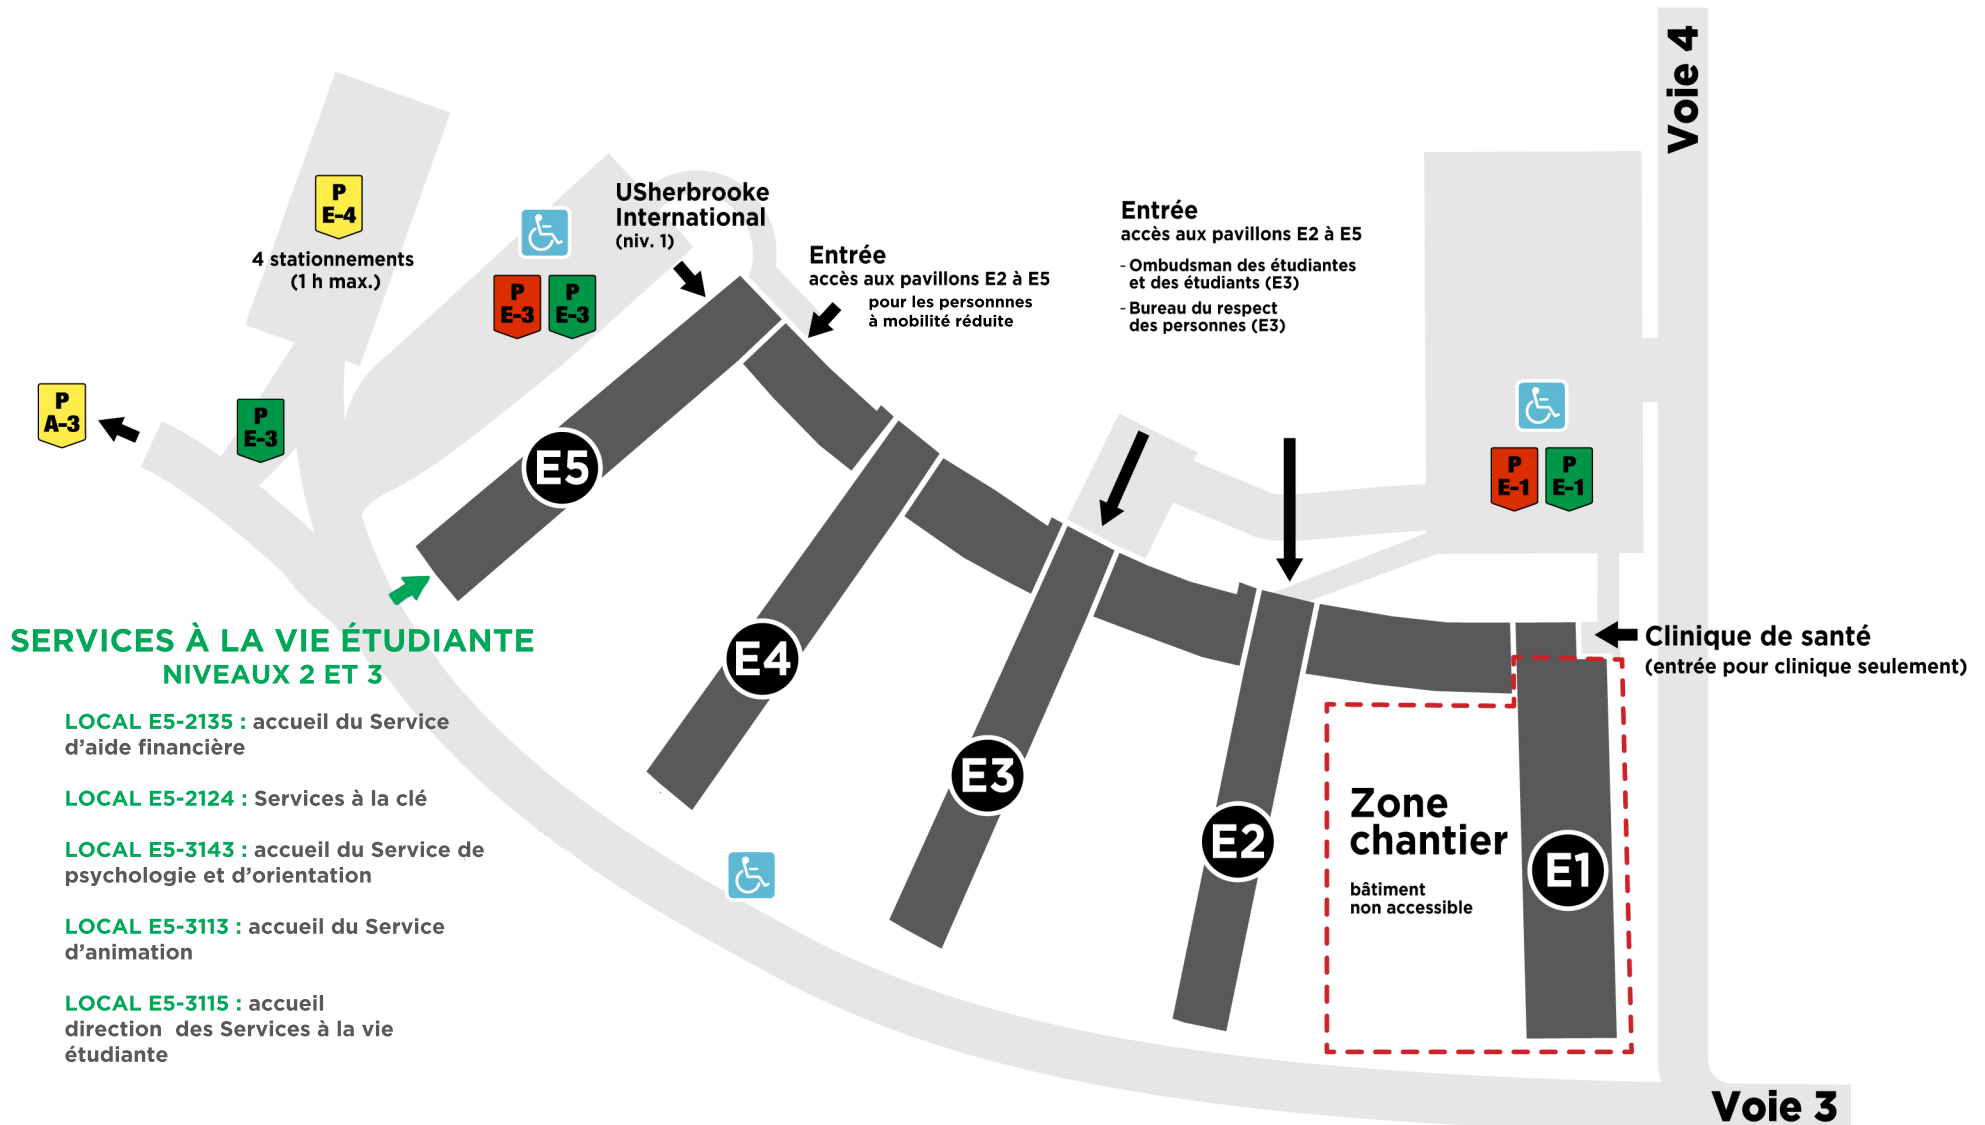 Voie 4
P
E-4
4 stationnements
(1 h max.)
P
E-3
P
E-3
USherbrooke
International
(niv. 1)
Entrée
accès aux pavillons E2 à E5
pour les personnnes
à mobilité réduite
Entrée
accès aux pavillons E2 à E5
- Ombudsman des étudiantes
et des étudiants (E3)
- Bureau du respect
des personnes (E3)
P
A-3
P
E-3
P
E-1
P
E-1
E5
E4
E3
E2
E1
Clinique de santé
(entrée pour clinique seulement)
Zone
chantier
bâtiment
non accessible
SERVICES À LA VIE ÉTUDIANTE
NIVEAUX 2 ET 3
LOCAL E5-2135 : accueil du Service
d'aide financière
LOCAL E5-2124 : Services à la clé
LOCAL E5-3143 : accueil du Service de
psychologie et d'orientation
LOCAL E5-3113 : accueil du Service
d'animation
LOCAL E5-3115 : accueil
direction  des Services à la vie
étudiante
Voie 3